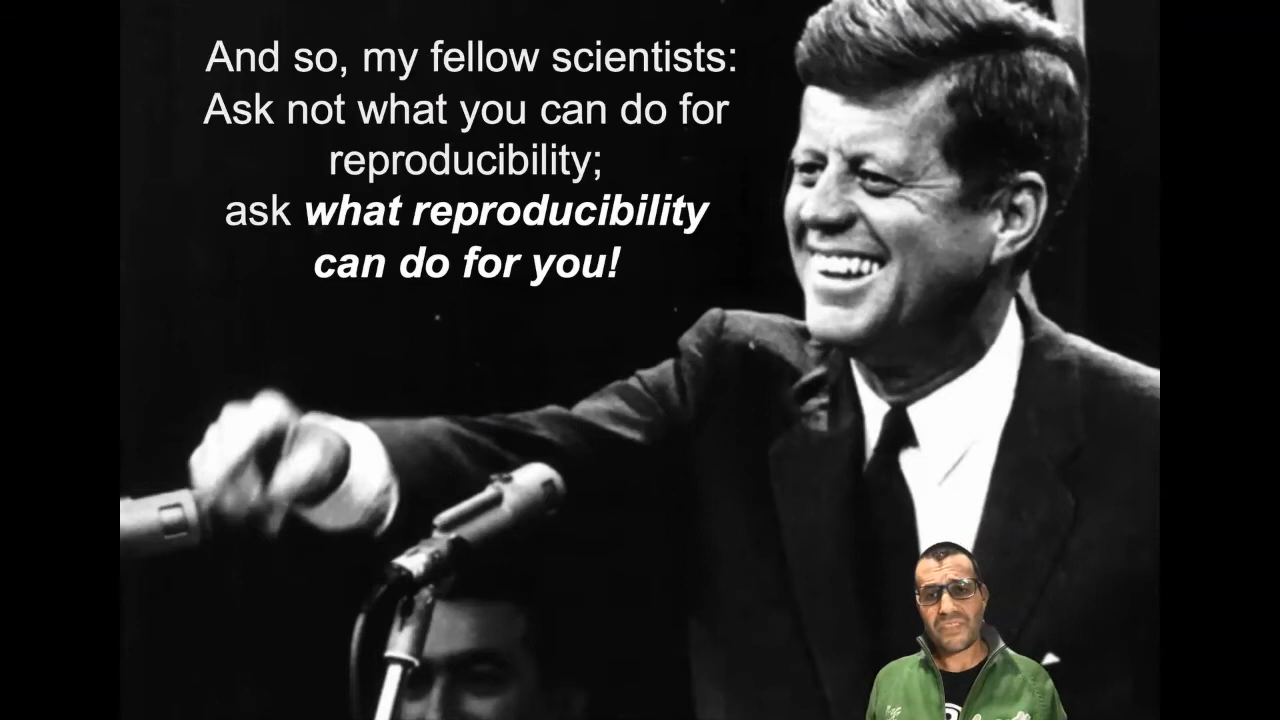 And so, my fellow scientists:
Ask not what you can do for
reproducibility;
ask what reproducibility
can do for you!